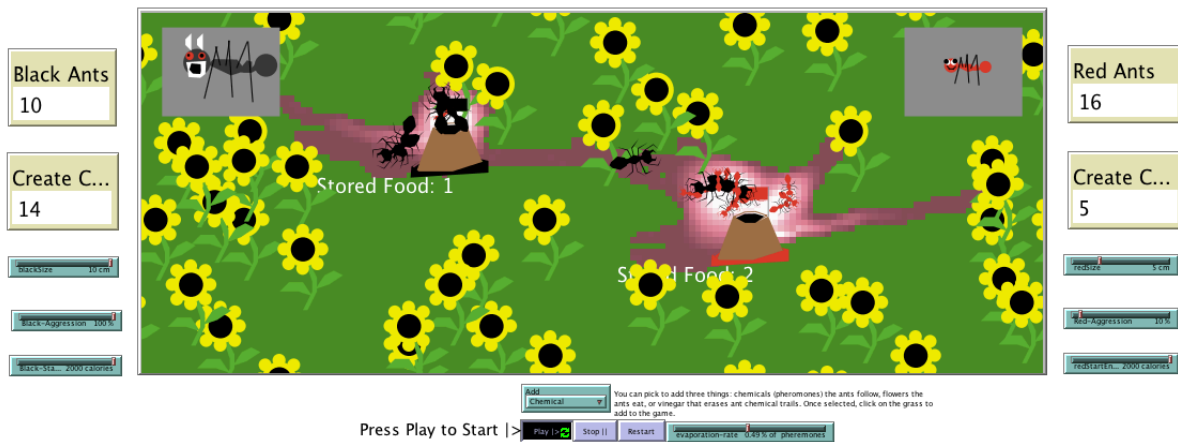 Black Ants
10
Create C...
14
blackSize 10 cm
Black-Aggression 100 %
Black-Sta... 2000 calories
Stored Food: 1
Stored Food: 2
Red Ants
16
Create C...
5
redSize 5 cm
Red-Aggression 10 %
redStartEn... 2000 calories
Add
Chemical
You can pick to add three things: chemicals (pheromones) the ants follow, flowers the
ants eat, or vinegar that erases ant chemical trails. Once selected, click on the grass to
add to the game.
Press Play to Start |>
Play |>
Stop ||
Restart
evaporation-rate 0.49 % of pheremones